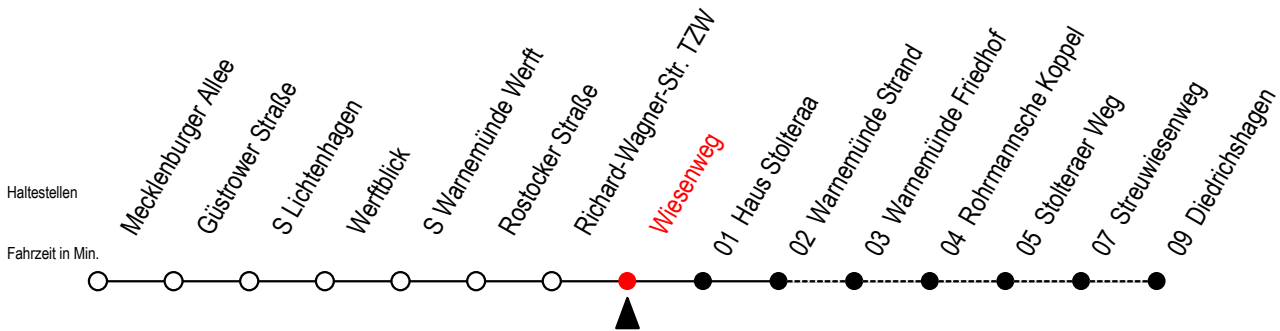 Haltestellen
Fahrzeit in Min.
Mecklenburger Allee
Güstrower Straße
S Lichtenhagen
Werftblick
S Warnemünde Werft
Rostocker Straße
Richard-Wagner-Str. TZW
Wiesenweg
01 Haus Stolteraa
02 Warnemünde Strand
03 Warnemünde Friedhof
04 Rohrmannsche Koppel
05 Stolteraer Weg
07 Streuwiesenweg
09 Diedrichshagen